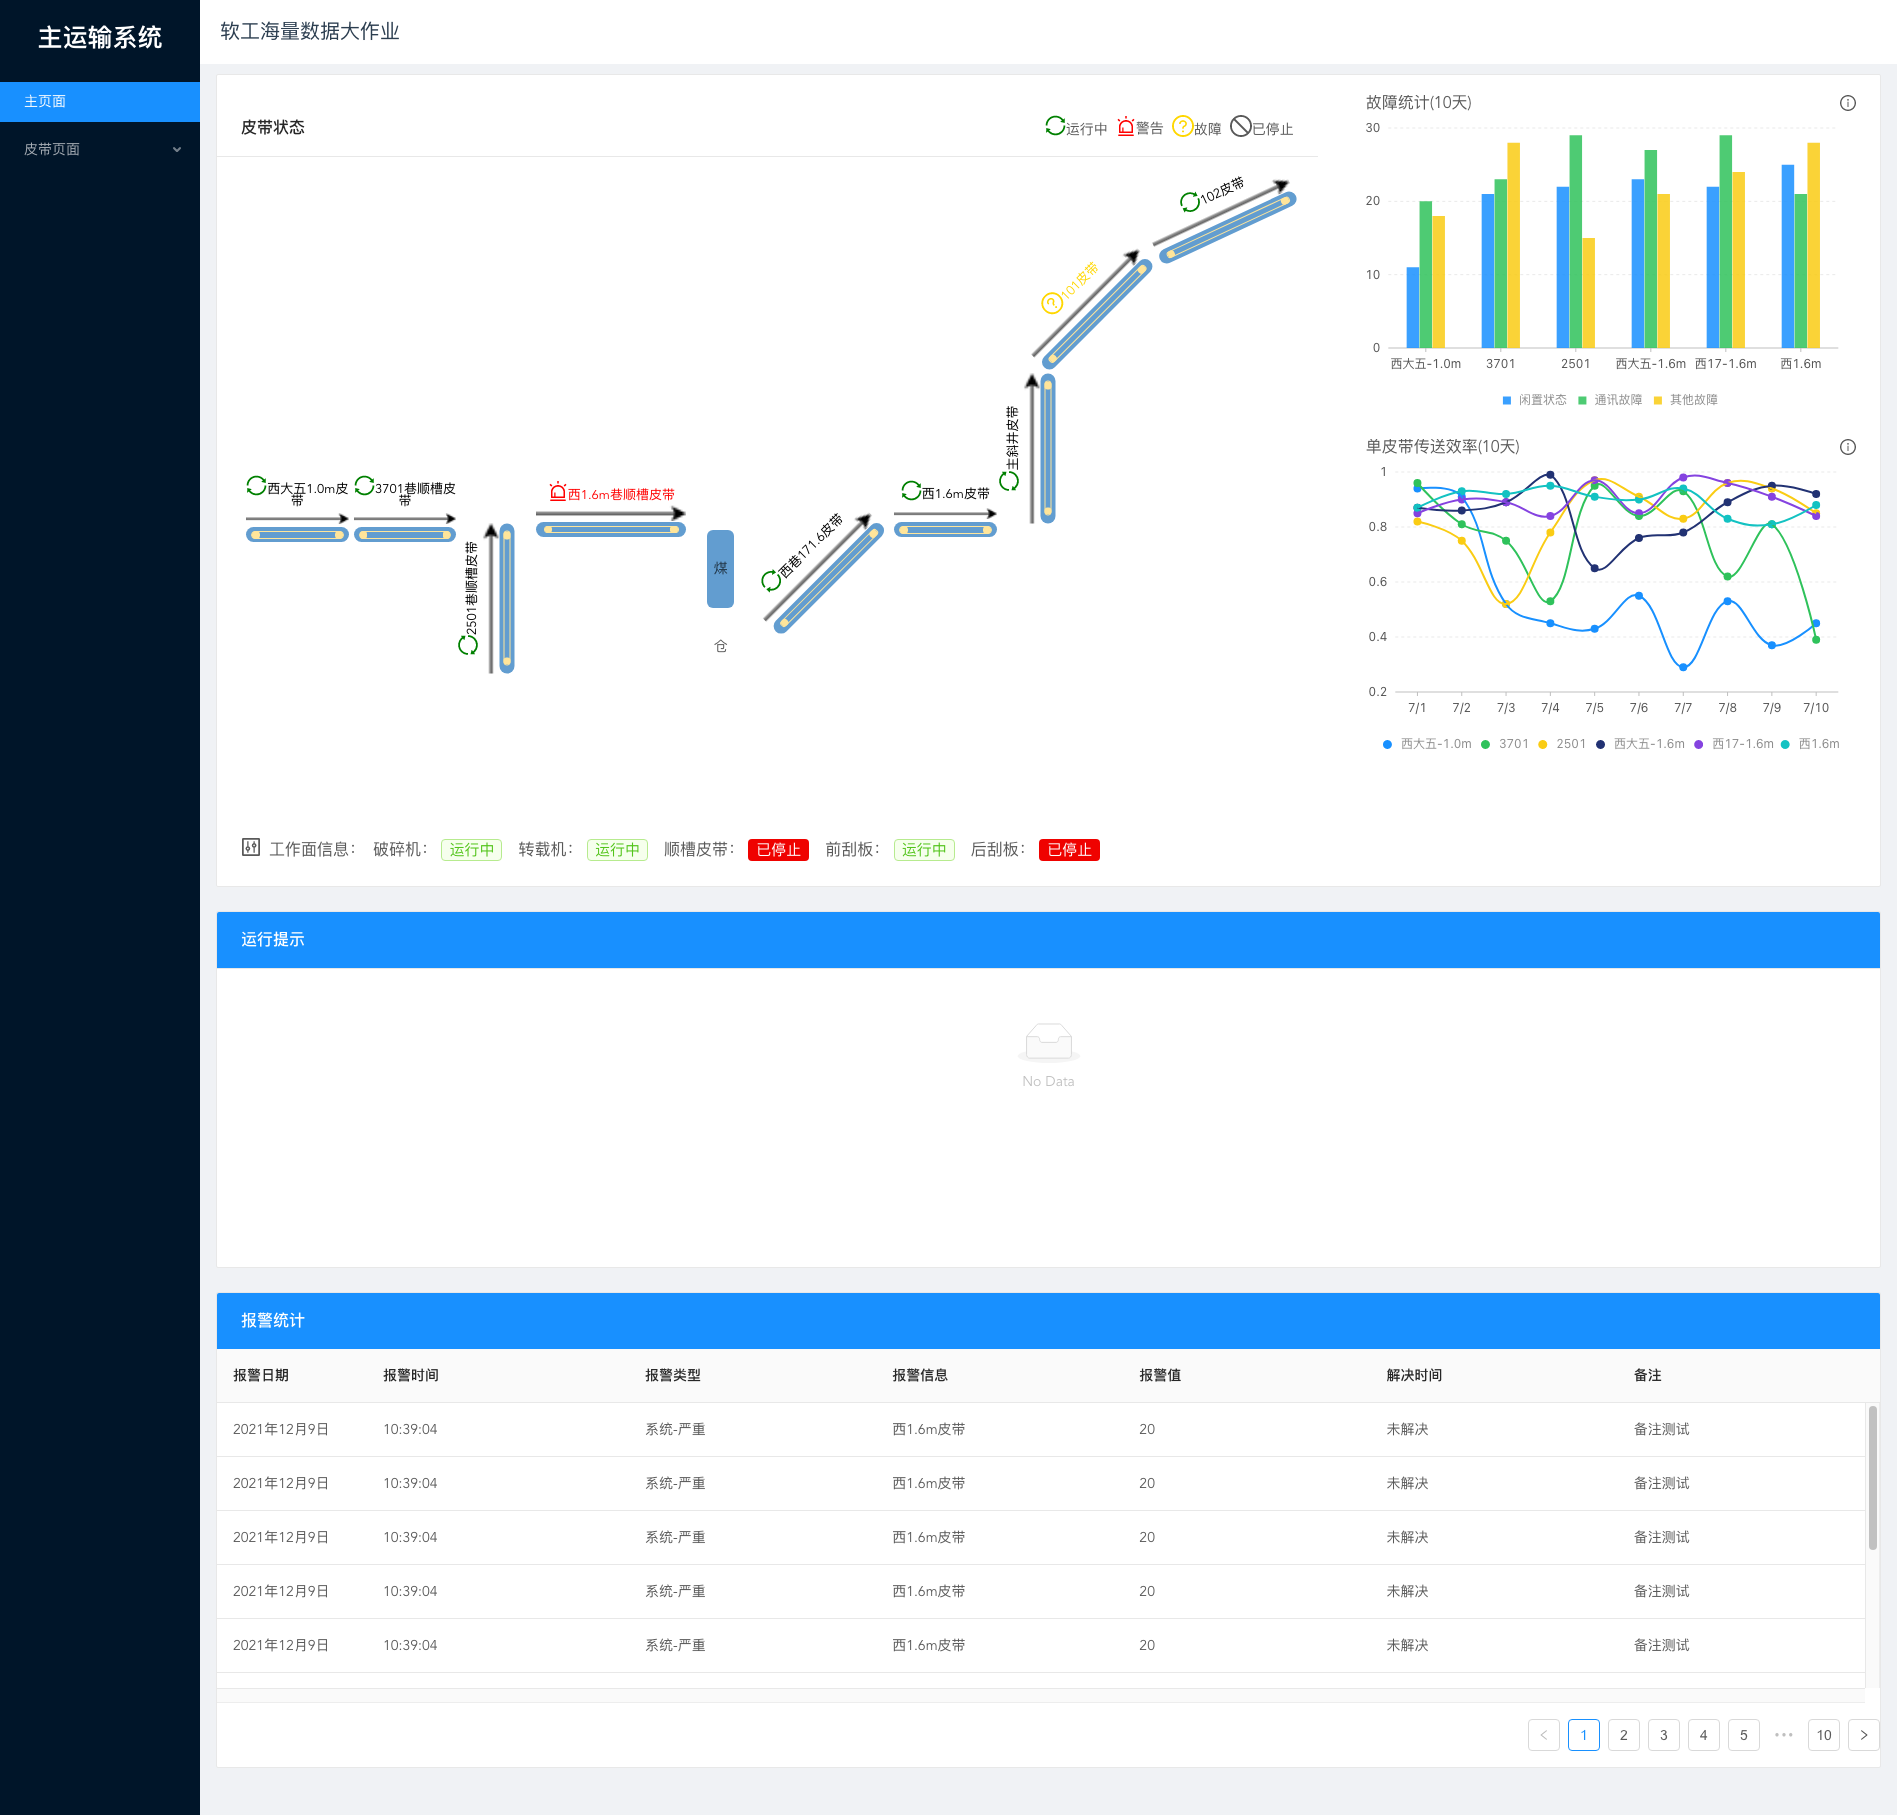 主运输系统
软工海量数据大作业
主页面
皮带页面
皮带状态
运行中
警告
故障
已停止
102皮带
101皮带
主斜井皮带
西大五1.0m皮
带
3701巷顺槽皮
带
2501巷顺槽皮带
西1.6m巷顺槽皮带
煤
仓
西巷171.6皮带
西1.6m皮带
工作面信息： 破碎机： 运行中 转载机： 运行中 顺槽皮带： 已停止 前刮板： 运行中 后刮板： 已停止
故障统计(10天)
30
20
10
0
西大五-1.0m 3701 2501 西大五-1.6m 西17-1.6m 西1.6m
闲置状态 通讯故障 其他故障
单皮带传送效率(10天)
1
0.8
0.6
0.4
0.2
7/1 7/2 7/3 7/4 7/5 7/6 7/7 7/8 7/9 7/10
西大五-1.0m 3701 2501 西大五-1.6m 西17-1.6m 西1.6m
运行提示
No Data
报警统计
报警日期 报警时间 报警类型 报警信息 报警值 解决时间 备注
2021年12月9日 10:39:04 系统-严重 西1.6m皮带 20 未解决 备注测试
2021年12月9日 10:39:04 系统-严重 西1.6m皮带 20 未解决 备注测试
2021年12月9日 10:39:04 系统-严重 西1.6m皮带 20 未解决 备注测试
2021年12月9日 10:39:04 系统-严重 西1.6m皮带 20 未解决 备注测试
2021年12月9日 10:39:04 系统-严重 西1.6m皮带 20 未解决 备注测试
1 2 3 4 5 ••• 10